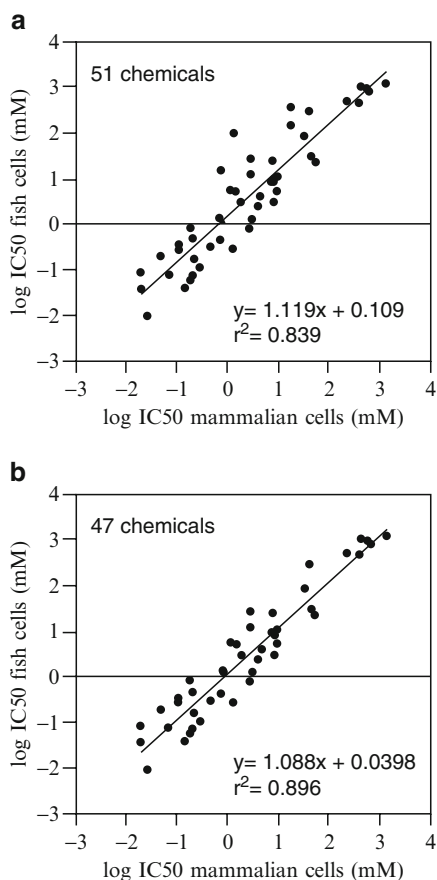 a
51 chemicals
log IC50 fish cells (mM)
4
3
2
1
0
−1
−2
−3
y= 1.119x + 0.109
r²= 0.839
−3 −2 −1 0 1 2 3 4
log IC50 mammalian cells (mM)
b
47 chemicals
log IC50 fish cells (mM)
4
3
2
1
0
−1
−2
−3
y= 1.088x + 0.0398
r²= 0.896
−3 −2 −1 0 1 2 3 4
log IC50 mammalian cells (mM)